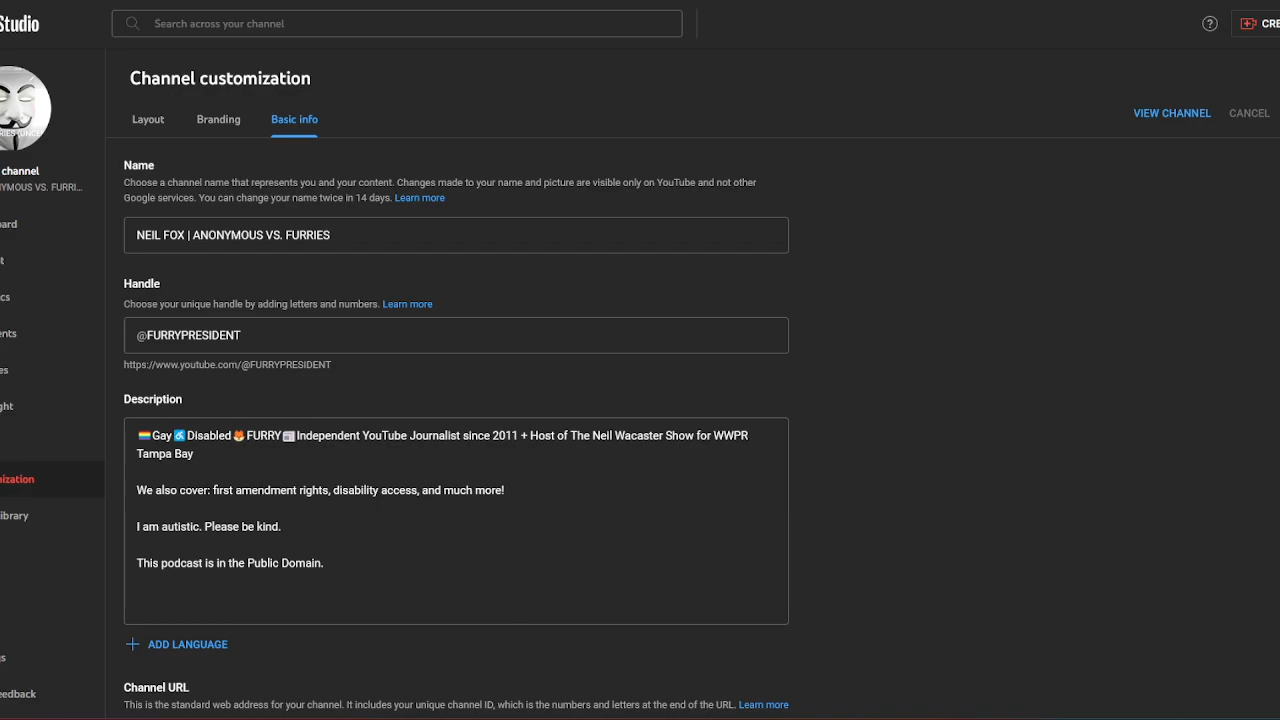 Studio
Search across your channel
CRE
Channel customization
Layout
Branding
Basic info
VIEW CHANNEL
CANCEL
channel
YMOUS VS. FURRI...
ard
t
cs
ents
es
ght
ization
ibrary
s
eedback
Name
Choose a channel name that represents you and your content. Changes made to your name and picture are visible only on YouTube and not other
Google services. You can change your name twice in 14 days. Learn more
NEIL FOX | ANONYMOUS VS. FURRIES
Handle
Choose your unique handle by adding letters and numbers. Learn more
@FURRYPRESIDENT
https://www.youtube.com/@FURRYPRESIDENT
Description
🏳️‍🌈Gay♿DIsabled🦊FURRY📰Independent YouTube Journalist since 2011 + Host of The Neil Wacaster Show for WWPR
Tampa Bay
We also cover: first amendment rights, disability access, and much more!
I am autistic. Please be kind.
This podcast is in the Public Domain.
ADD LANGUAGE
Channel URL
This is the standard web address for your channel. It includes your unique channel ID, which is the numbers and letters at the end of the URL. Learn more